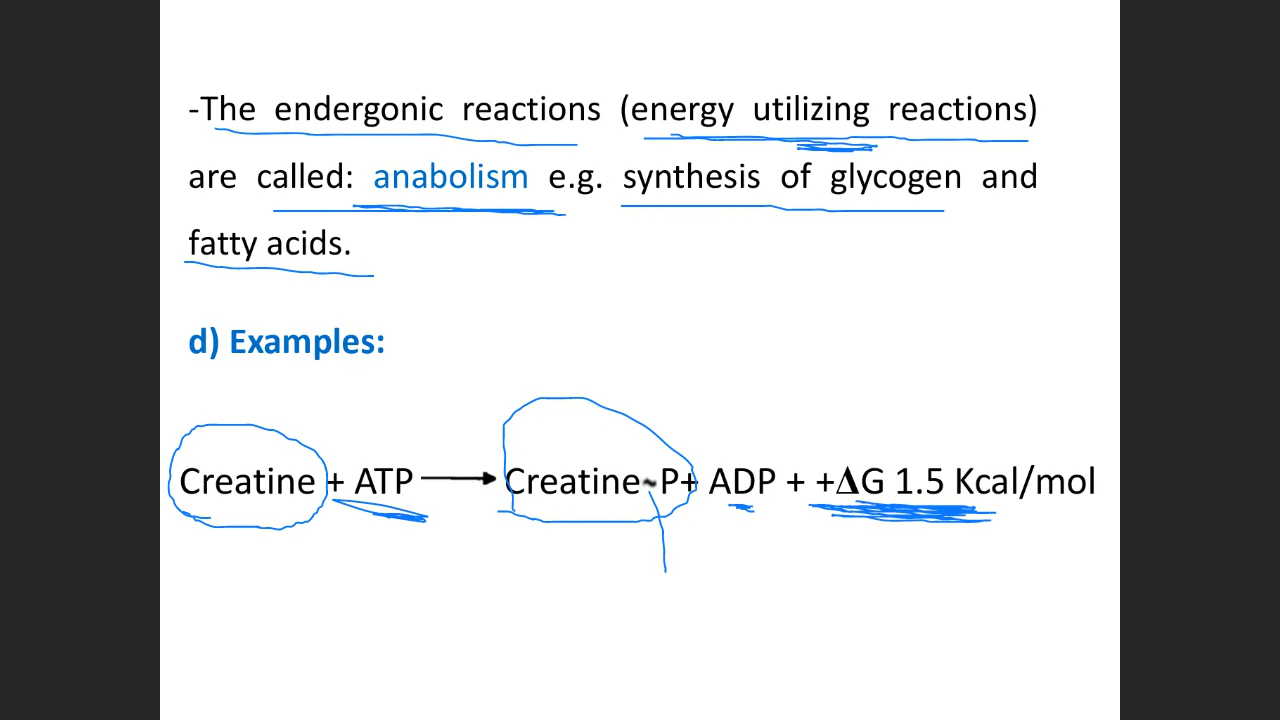 -The endergonic reactions (energy utilizing reactions)
are called: anabolism e.g. synthesis of glycogen and
fatty acids.
d) Examples:
Creatine + ATP ⟶ Creatine~P+ ADP + +ΔG 1.5 Kcal/mol